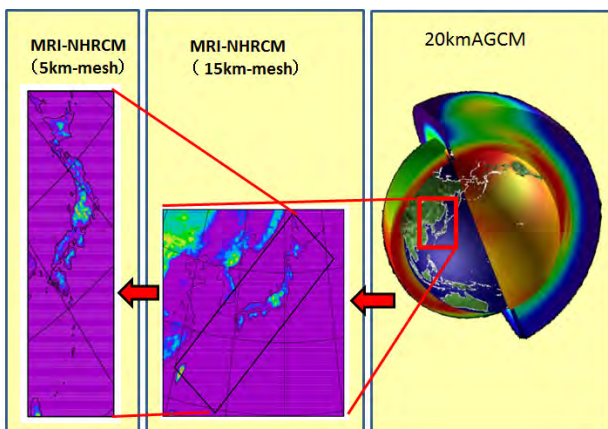 MRI-NHRCM
（5km-mesh）
MRI-NHRCM
（ 15km-mesh）
20kmAGCM